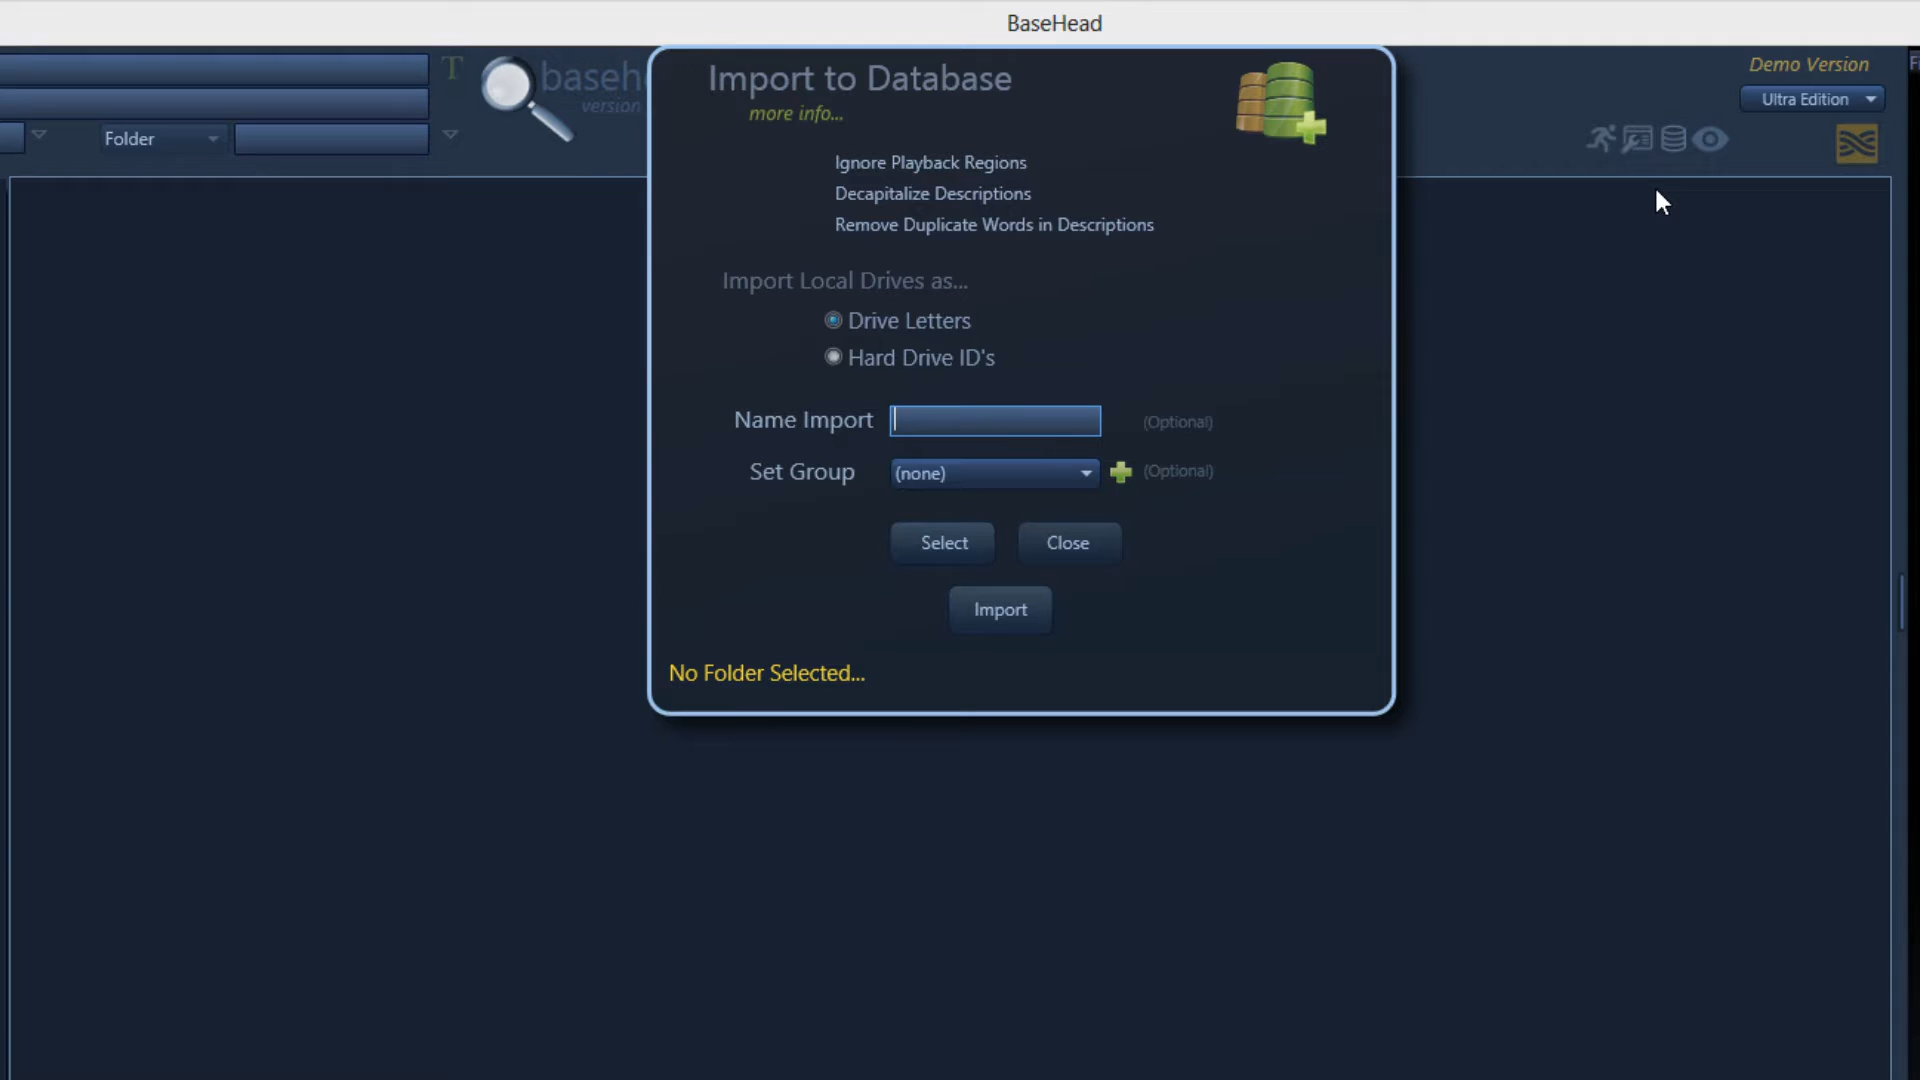 BaseHead
T
baseh
version
Folder
Import to Database
more info...
Demo Version
Ultra Edition
Ignore Playback Regions
Decapitalize Descriptions
Remove Duplicate Words in Descriptions
Import Local Drives as...
Drive Letters
Hard Drive ID's
Name Import
(Optional)
Set Group
(none)
(Optional)
Select
Close
Import
No Folder Selected...